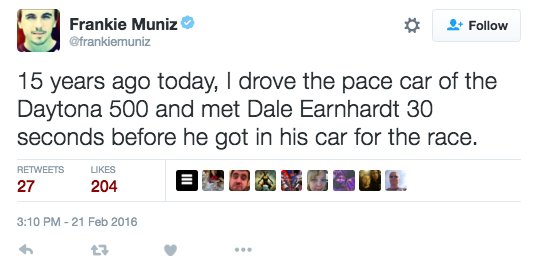 Frankie Muniz
@frankiemuniz
Follow
15 years ago today, I drove the pace car of the
Daytona 500 and met Dale Earnhardt 30
seconds before he got in his car for the race.
RETWEETS LIKES
27 204
3:10 PM - 21 Feb 2016